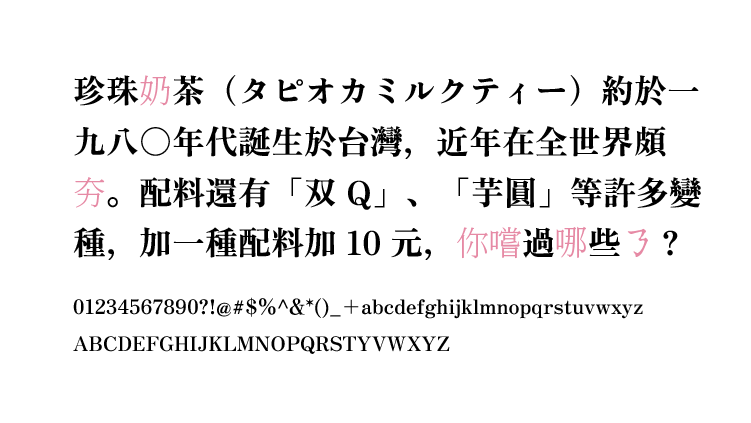 珍珠奶茶（タピオカミルクティー）約於一
九八〇年代誕生於台灣，近年在全世界頗
夯。配料還有「双 Q」、「芋圓」等許多變
種，加一種配料加 10 元，你嚐過哪些ㄋ？
01234567890?!@#$%^&*()_＋abcdefghijklmnopqrstuvwxyz
ABCDEFGHIJKLMNOPQRSTYVWXYZ